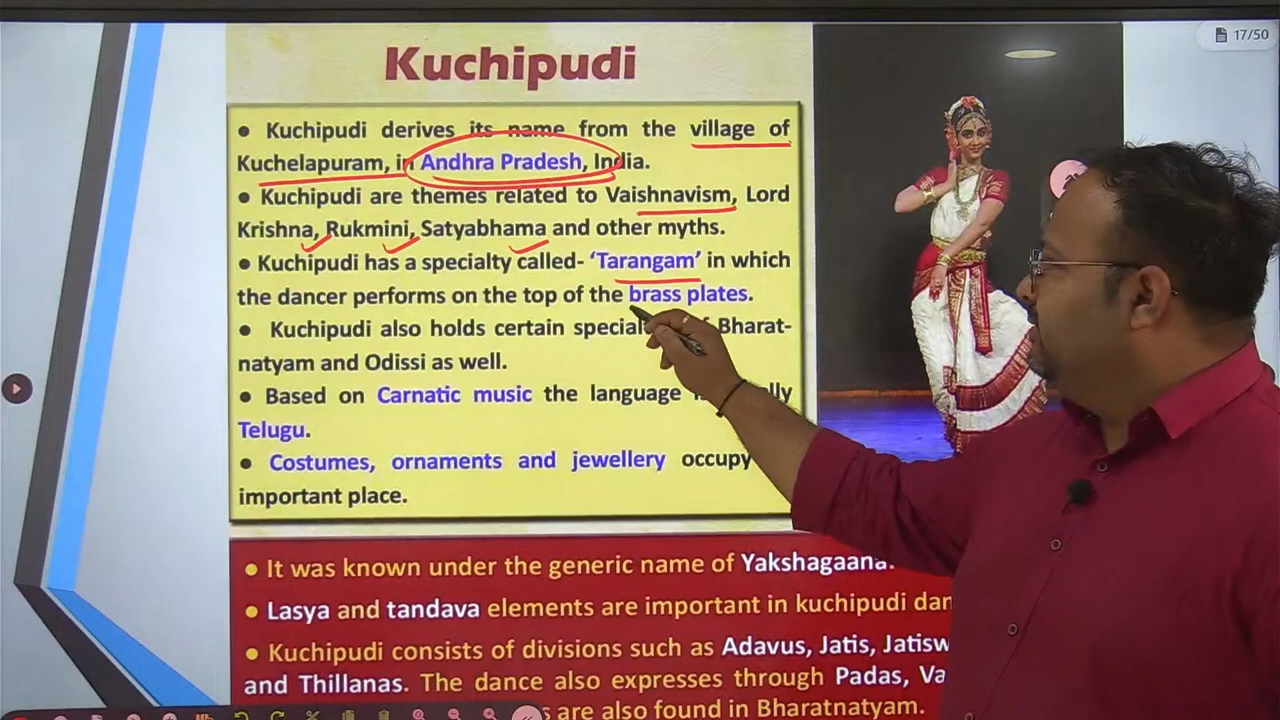 Kuchipudi
17/50
● Kuchipudi derives its name from the village of
Kuchelapuram, in Andhra Pradesh, India.
● Kuchipudi are themes related to Vaishnavism, Lord
Krishna, Rukmini, Satyabhama and other myths.
● Kuchipudi has a specialty called- ‘Tarangam’ in which
the dancer performs on the top of the brass plates.
● Kuchipudi also holds certain Bharat-
natyam and Odissi as well.
● Based on Carnatic music the language
Telugu.
● Costumes, ornaments and jewellery occupy
important place.
● It was known under the generic name of Yakshagaana.
● Lasya and tandava elements are important in kuchipudi
● Kuchipudi consists of divisions such as Adavus, Jatis,
and Thillanas. The dance also expresses through Padas,
are also found in Bharatnatyam.